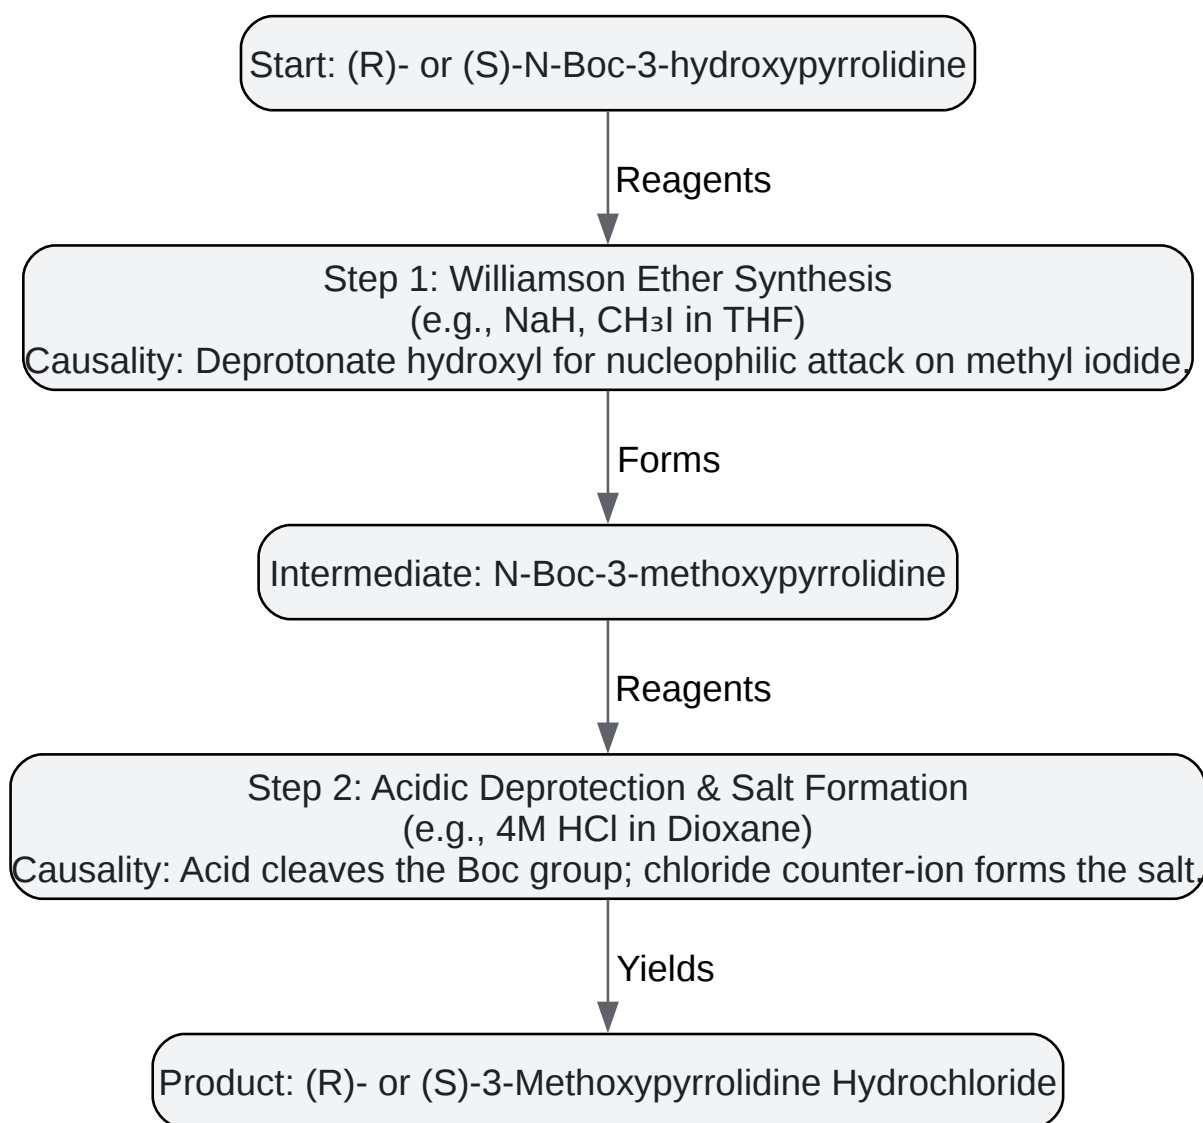 Start: (R)- or (S)-N-Boc-3-hydroxypyrrolidine
Reagents
Step 1: Williamson Ether Synthesis
(e.g., NaH, CH₃I in THF)
Causality: Deprotonate hydroxyl for nucleophilic attack on methyl iodide.
Forms
Intermediate: N-Boc-3-methoxypyrrolidine
Reagents
Step 2: Acidic Deprotection & Salt Formation
(e.g., 4M HCl in Dioxane)
Causality: Acid cleaves the Boc group; chloride counter-ion forms the salt.
Yields
Product: (R)- or (S)-3-Methoxypyrrolidine Hydrochloride